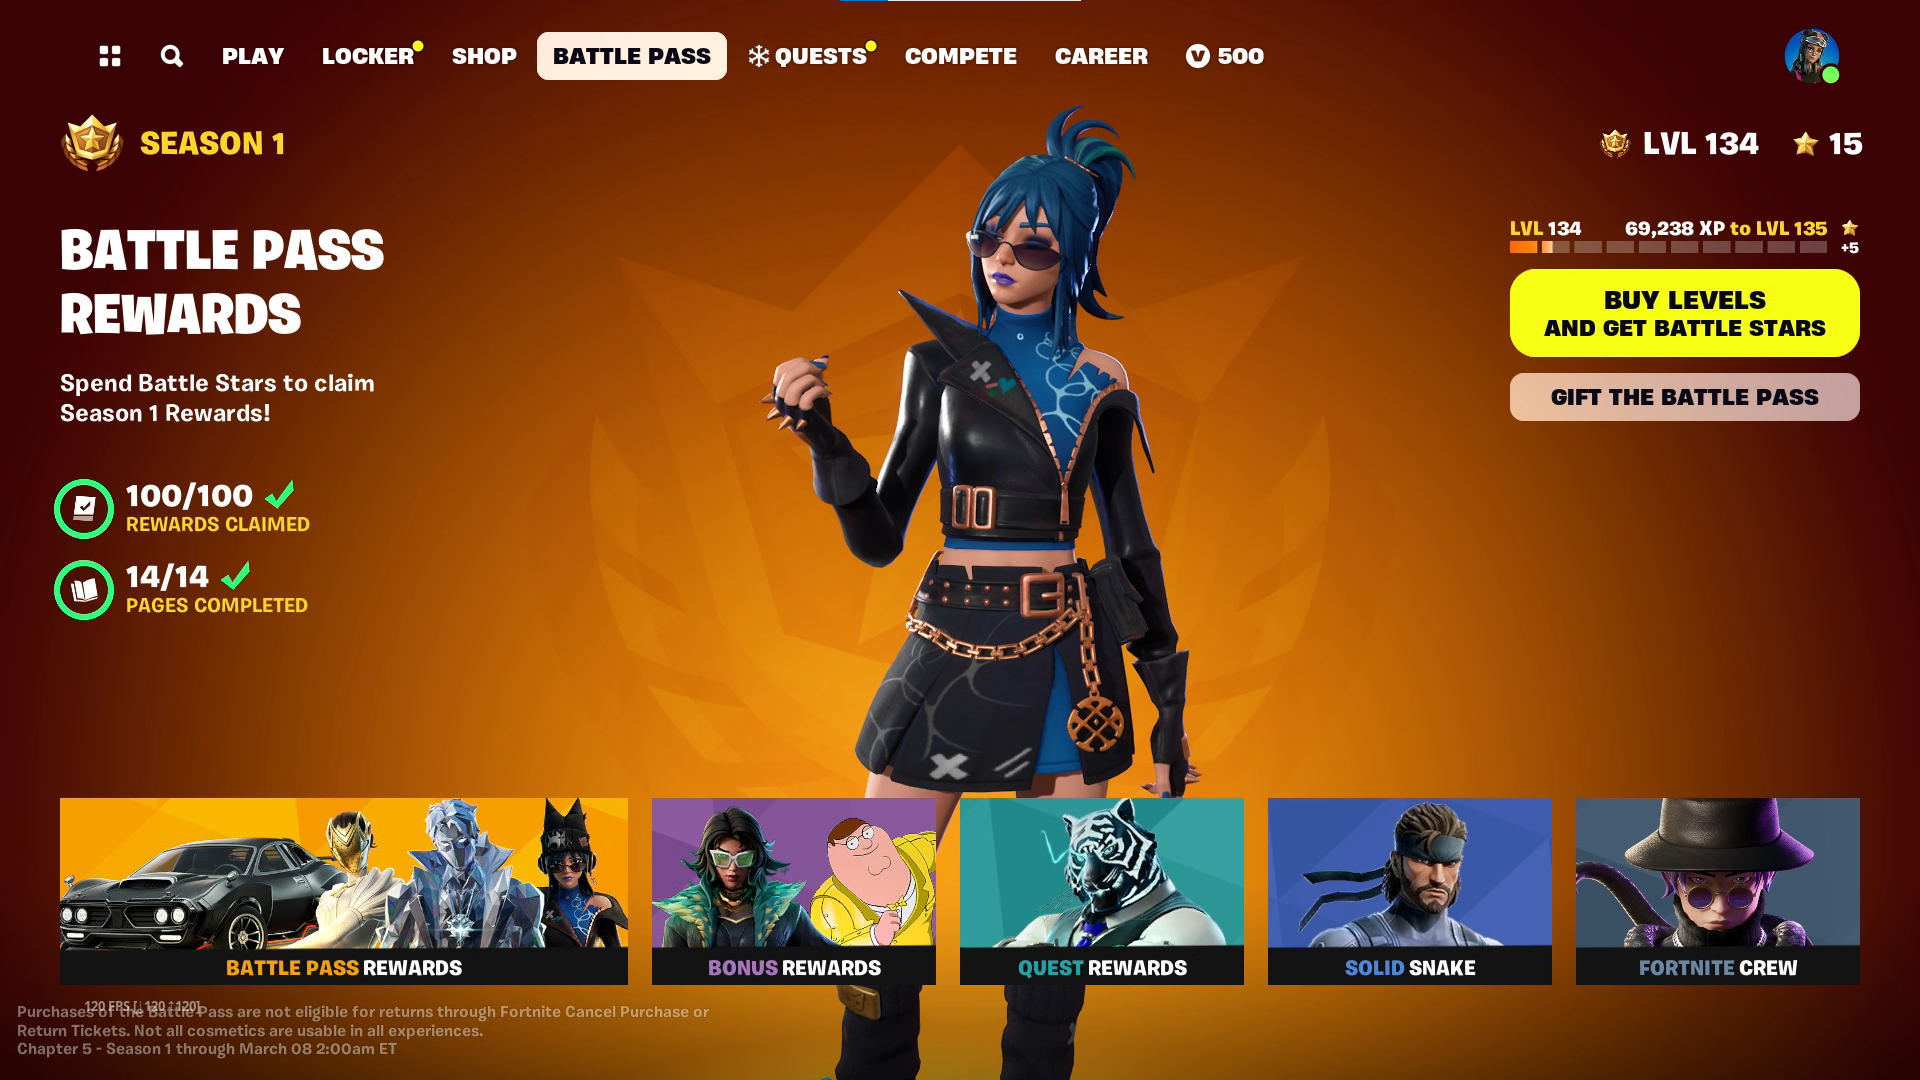 PLAY LOCKER SHOP BATTLE PASS QUESTS COMPETE CAREER V 500
SEASON 1
LVL 134 15
BATTLE PASS
REWARDS
Spend Battle Stars to claim
Season 1 Rewards!
100/100
REWARDS CLAIMED
14/14
PAGES COMPLETED
LVL 134 69,238 XP to LVL 135
+5
BUY LEVELS
AND GET BATTLE STARS
GIFT THE BATTLE PASS
BATTLE PASS REWARDS
BONUS REWARDS
QUEST REWARDS
SOLID SNAKE
FORTNITE CREW
120 FPS [↓120 ↑120]
Purchases of the Battle Pass are not eligible for returns through Fortnite Cancel Purchase or
Return Tickets. Not all cosmetics are usable in all experiences.
Chapter 5 - Season 1 through March 08 2:00am ET